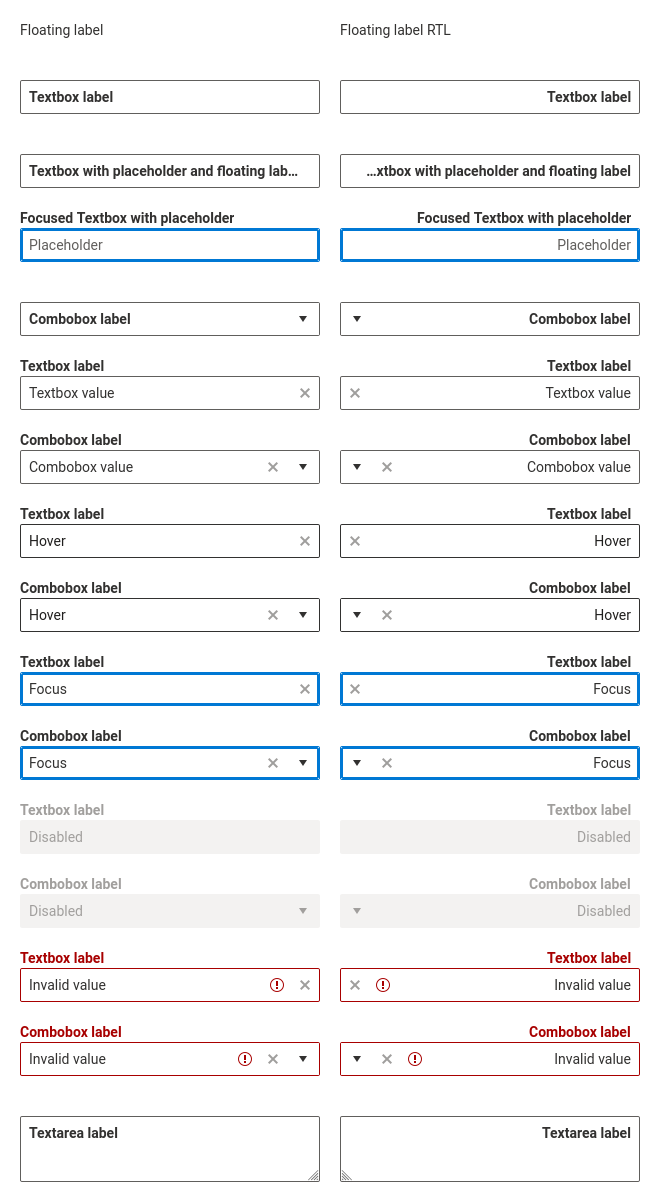 Floating label
Floating label RTL
Textbox label
Textbox label
Textbox with placeholder and floating lab…
…xtbox with placeholder and floating label
Focused Textbox with placeholder
Focused Textbox with placeholder
Placeholder
Placeholder
Combobox label
Combobox label
Textbox label
Textbox label
Textbox value
Textbox value
Combobox label
Combobox label
Combobox value
Combobox value
Textbox label
Textbox label
Hover
Hover
Combobox label
Combobox label
Hover
Hover
Textbox label
Textbox label
Focus
Focus
Combobox label
Combobox label
Focus
Focus
Textbox label
Textbox label
Disabled
Disabled
Combobox label
Combobox label
Disabled
Disabled
Textbox label
Textbox label
Invalid value
Invalid value
Combobox label
Combobox label
Invalid value
Invalid value
Textarea label
Textarea label